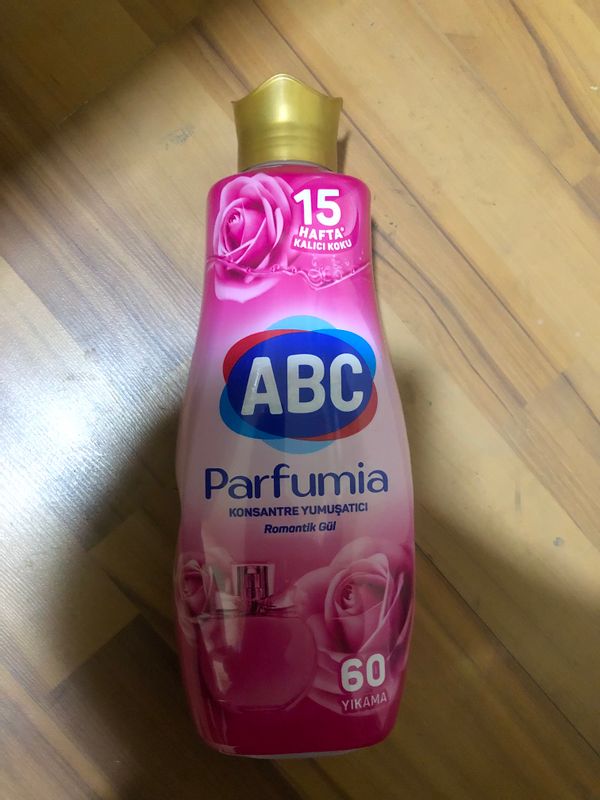 15
HAFTA*
KALICI KOKU
ABC
Parfumia
KONSANTRE YUMUŞATICI
Romantik Gül
60
YIKAMA